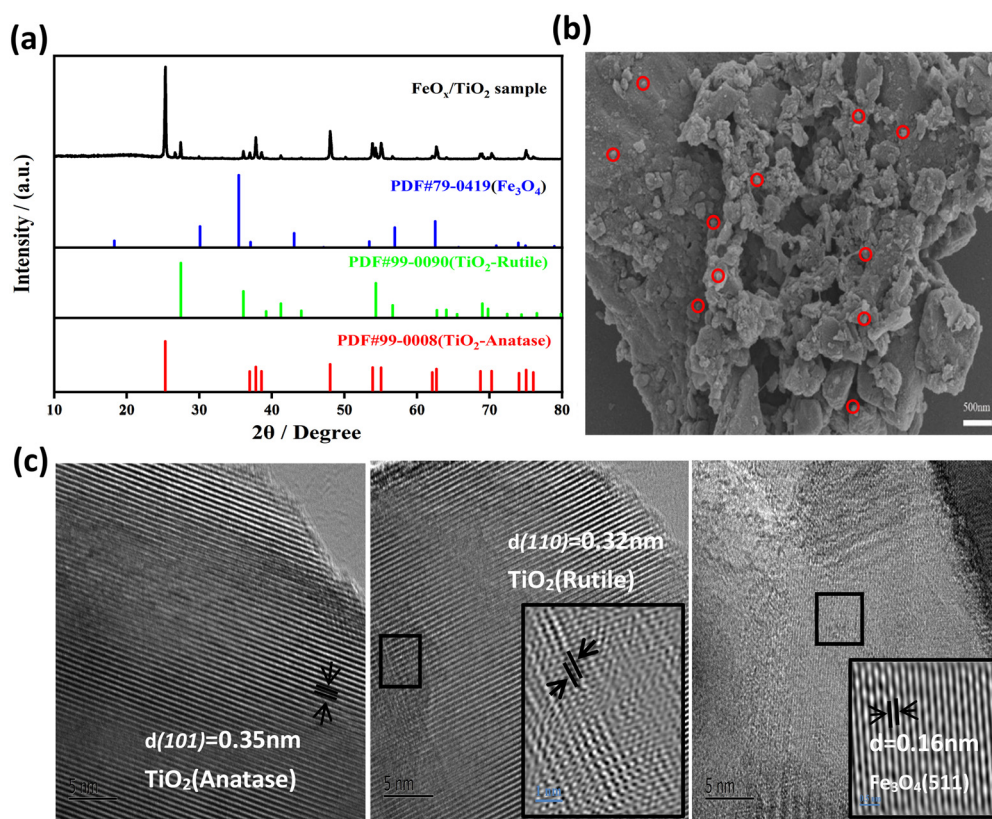 (a)
FeOₓ/TiO₂ sample
PDF#79-0419(Fe₃O₄)
PDF#99-0090(TiO₂-Rutile)
PDF#99-0008(TiO₂-Anatase)
Intensity / (a.u.)
10 20 30 40 50 60 70 80
2θ / Degree
(b)
500nm
(c)
d(101)=0.35nm
TiO₂(Anatase)
5 nm
d(110)=0.32nm
TiO₂(Rutile)
5 nm
d=0.16nm
Fe₃O₄(511)
5 nm